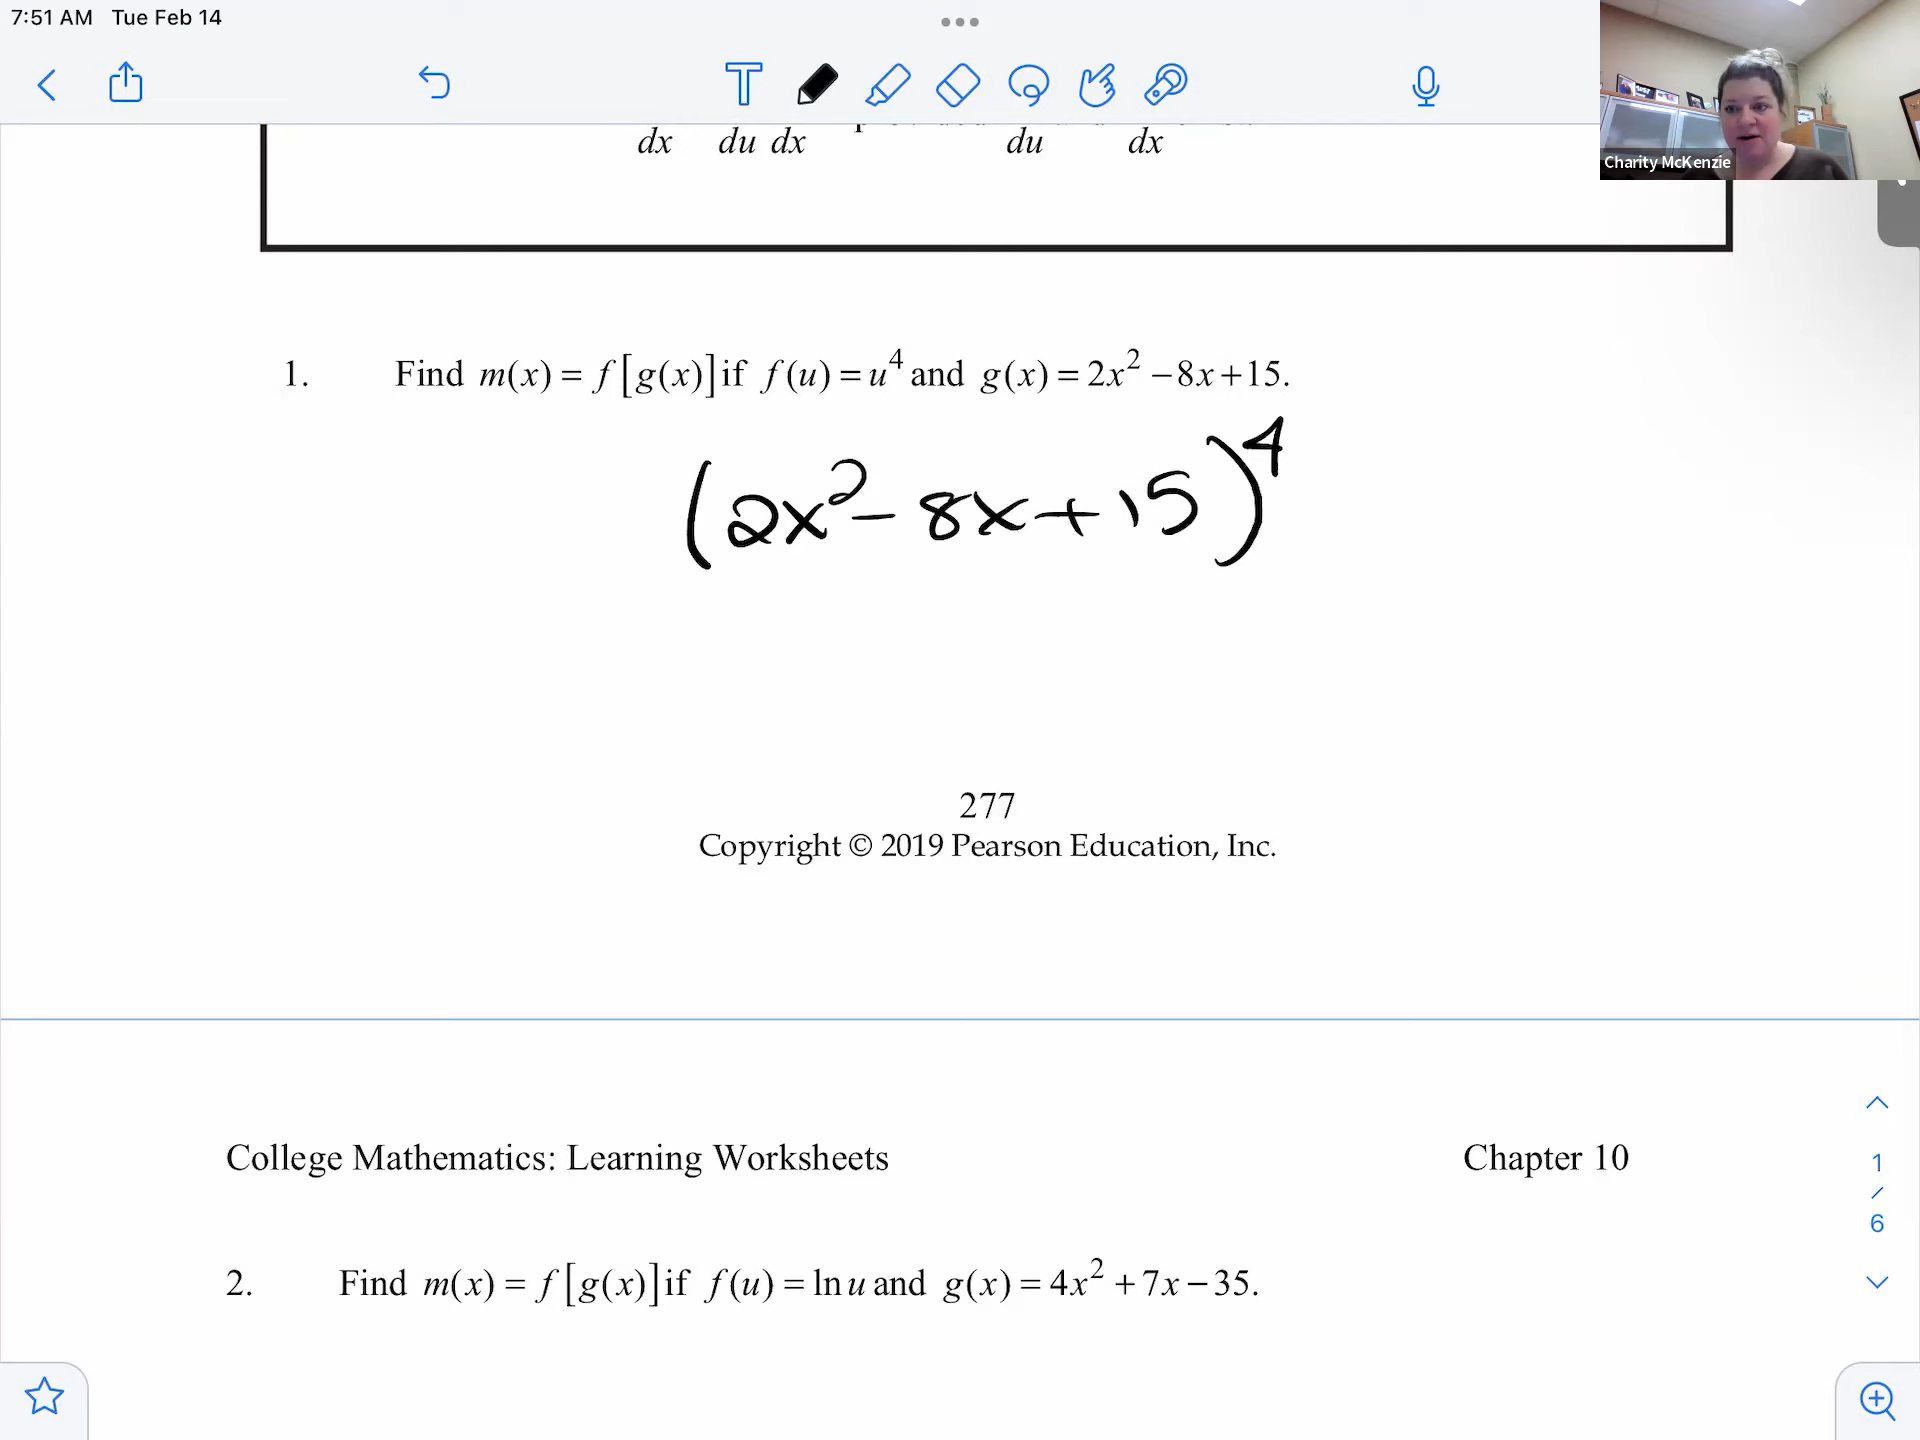 7:51 AM Tue Feb 14
Charity McKenzie
dx du dx du dx
1. Find m(x) = f[g(x)] if f(u) = u⁴ and g(x) = 2x² − 8x + 15.
(2x² − 8x + 15)⁴
277
Copyright © 2019 Pearson Education, Inc.
College Mathematics: Learning Worksheets Chapter 10
1
/
6
2. Find m(x) = f[g(x)] if f(u) = ln u and g(x) = 4x² + 7x − 35.